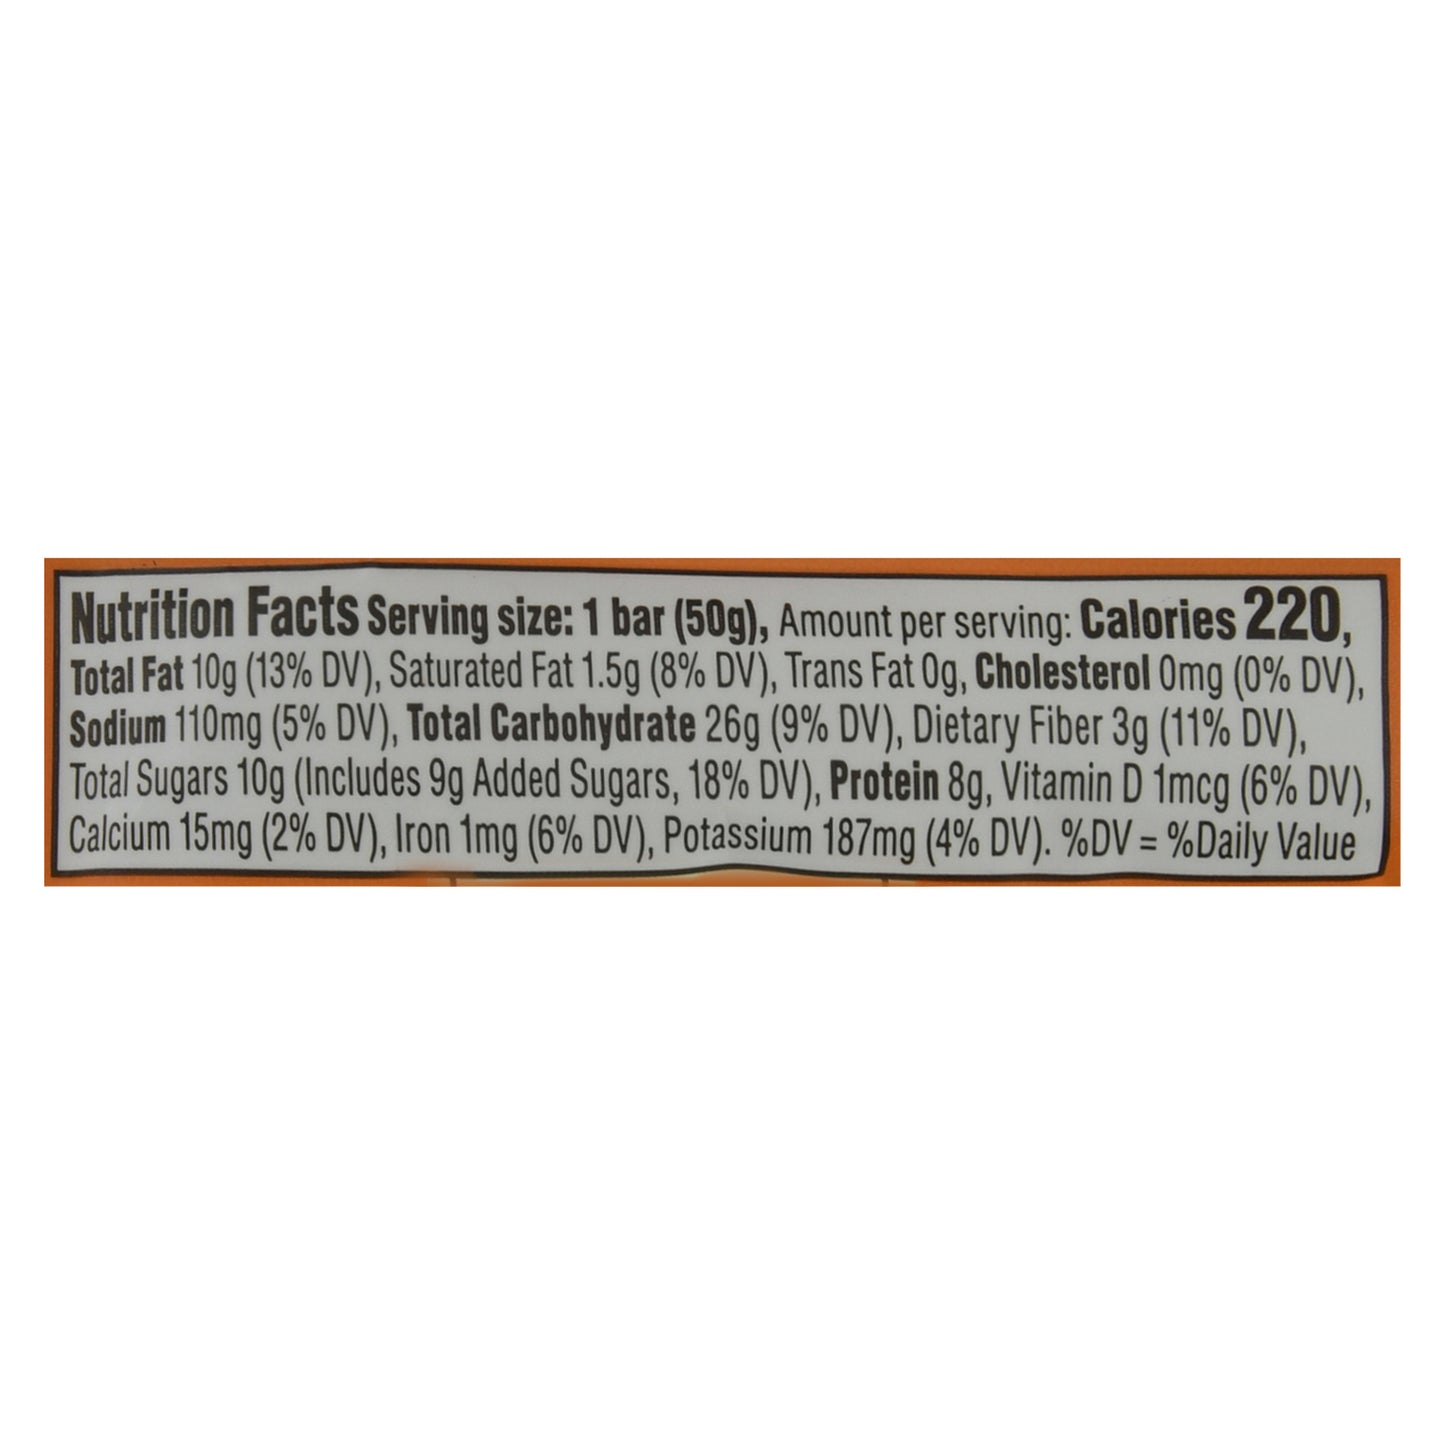 Nutrition Facts Serving size: 1 bar (50g), Amount per serving: Calories 220,
Total Fat 10g (13% DV), Saturated Fat 1.5g (8% DV), Trans Fat 0g, Cholesterol 0mg (0% DV),
Sodium 110mg (5% DV), Total Carbohydrate 26g (9% DV), Dietary Fiber 3g (11% DV),
Total Sugars 10g (Includes 9g Added Sugars, 18% DV), Protein 8g, Vitamin D 1mcg (6% DV),
Calcium 15mg (2% DV), Iron 1mg (6% DV), Potassium 187mg (4% DV). %DV = %Daily Value